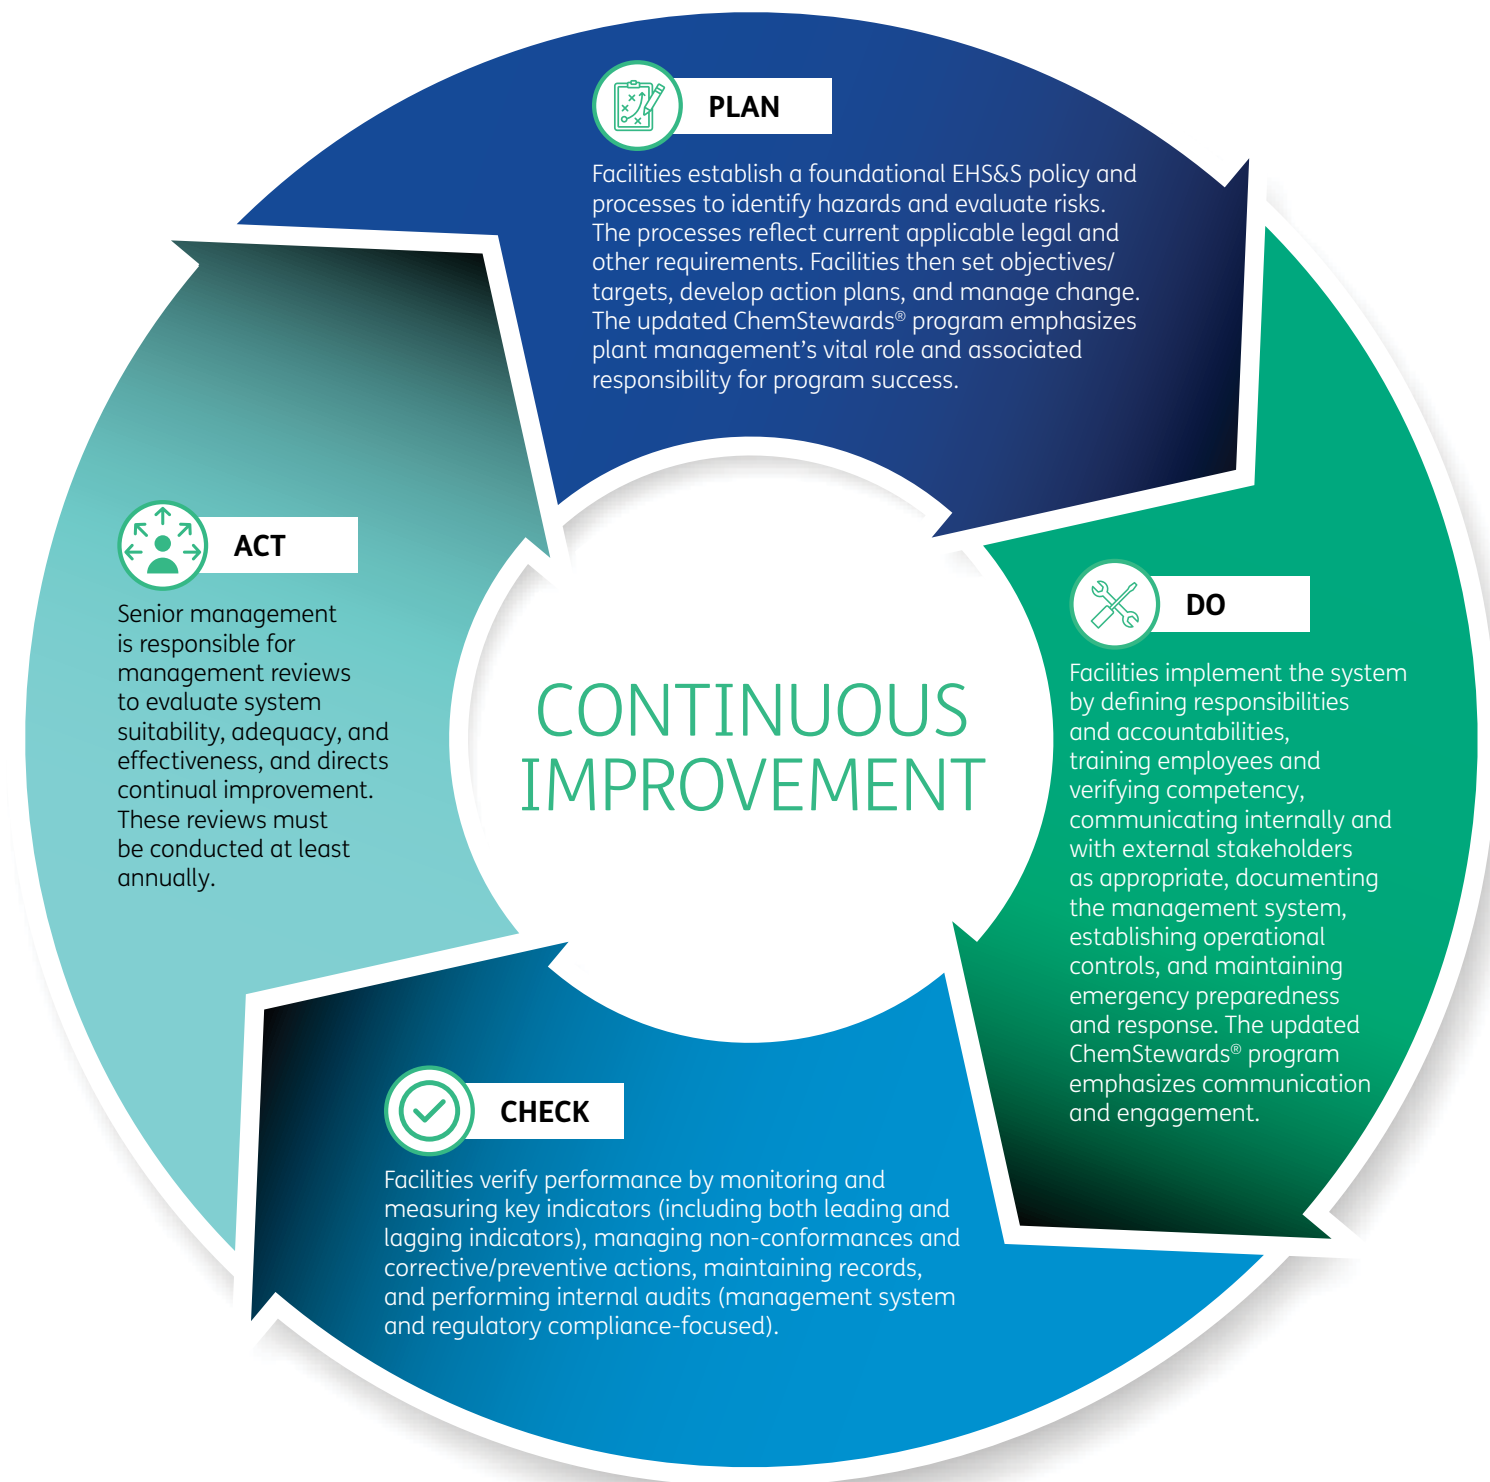 PLAN
Facilities establish a foundational EHS&S policy and
processes to identify hazards and evaluate risks.
The processes reflect current applicable legal and
other requirements. Facilities then set objectives/
targets, develop action plans, and manage change.
The updated ChemStewards® program emphasizes
plant management’s vital role and associated
responsibility for program success.
DO
Facilities implement the system
by defining responsibilities
and accountabilities,
training employees and
verifying competency,
communicating internally and
with external stakeholders
as appropriate, documenting
the management system,
establishing operational
controls, and maintaining
emergency preparedness
and response. The updated
ChemStewards® program
emphasizes communication
and engagement.
CHECK
Facilities verify performance by monitoring and
measuring key indicators (including both leading and
lagging indicators), managing non-conformances and
corrective/preventive actions, maintaining records,
and performing internal audits (management system
and regulatory compliance-focused).
ACT
Senior management
is responsible for
management reviews
to evaluate system
suitability, adequacy, and
effectiveness, and directs
continual improvement.
These reviews must
be conducted at least
annually.
CONTINUOUS
IMPROVEMENT